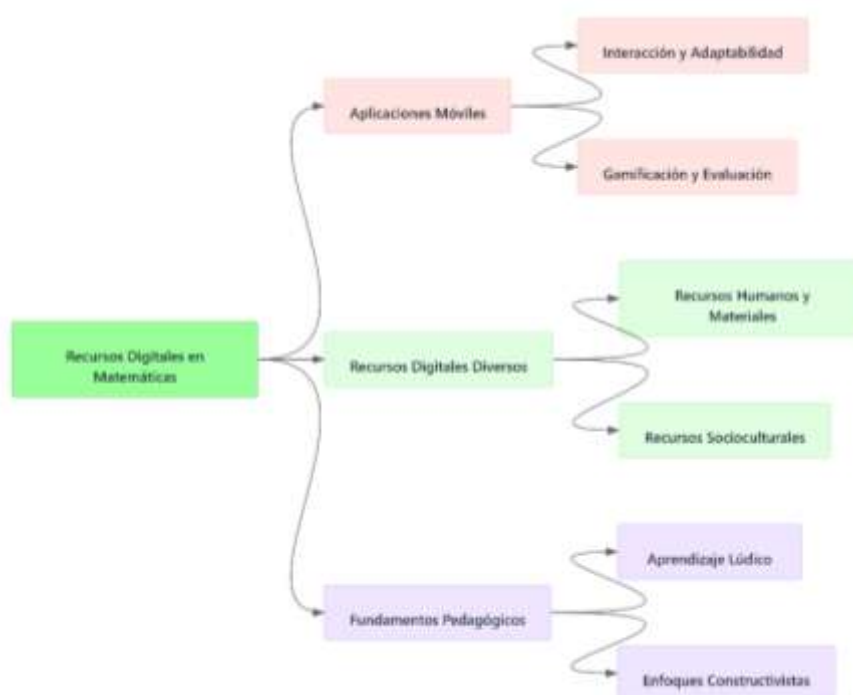 Interacción y Adaptabilidad
Aplicaciones Móviles
Gamificación y Evaluación
Recursos Humanos y
Materiales
Recursos Digitales en
Matemáticas
Recursos Digitales Diversos
Recursos Socioculturales
Aprendizaje Lúdico
Fundamentos Pedagógicos
Enfoques Constructivistas